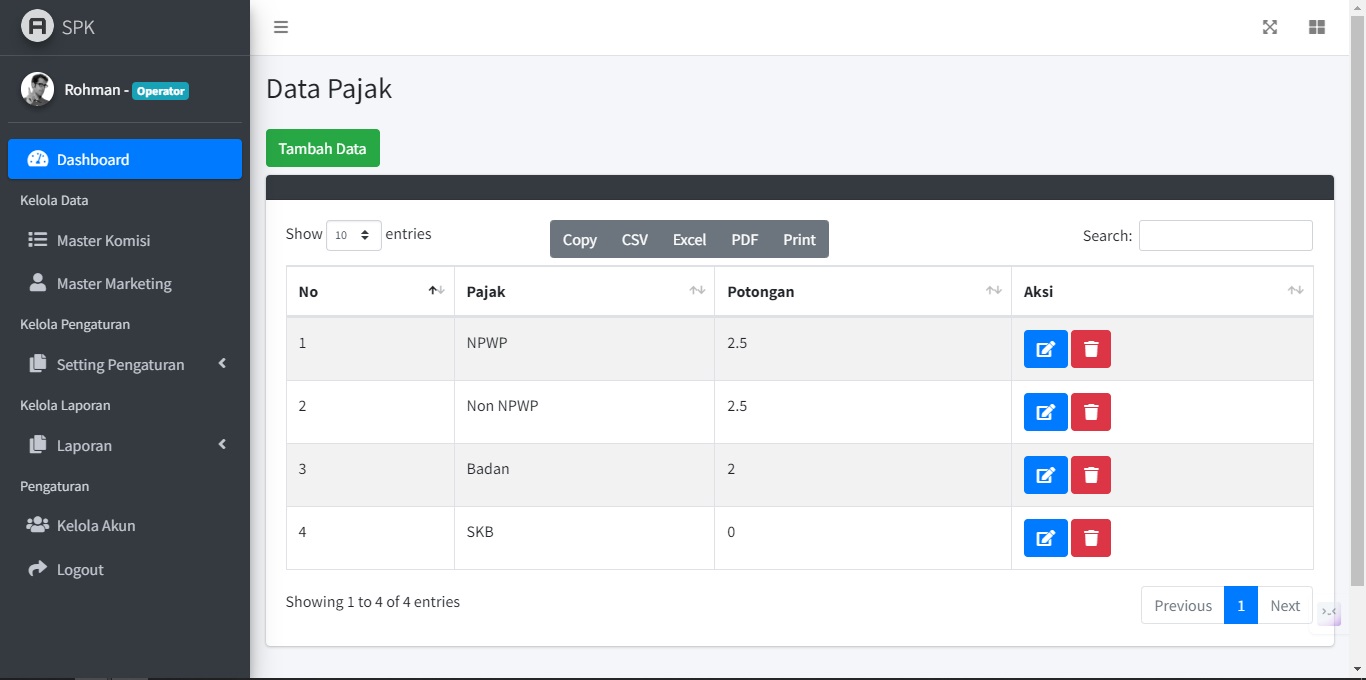 SPK
Rohman - Operator
Dashboard
Kelola Data
Master Komisi
Master Marketing
Kelola Pengaturan
Setting Pengaturan
Kelola Laporan
Laporan
Pengaturan
Kelola Akun
Logout
Data Pajak
Tambah Data
Show 10 entries
Copy CSV Excel PDF Print
Search:
No Pajak Potongan Aksi
1 NPWP 2.5
2 Non NPWP 2.5
3 Badan 2
4 SKB 0
Showing 1 to 4 of 4 entries
Previous 1 Next